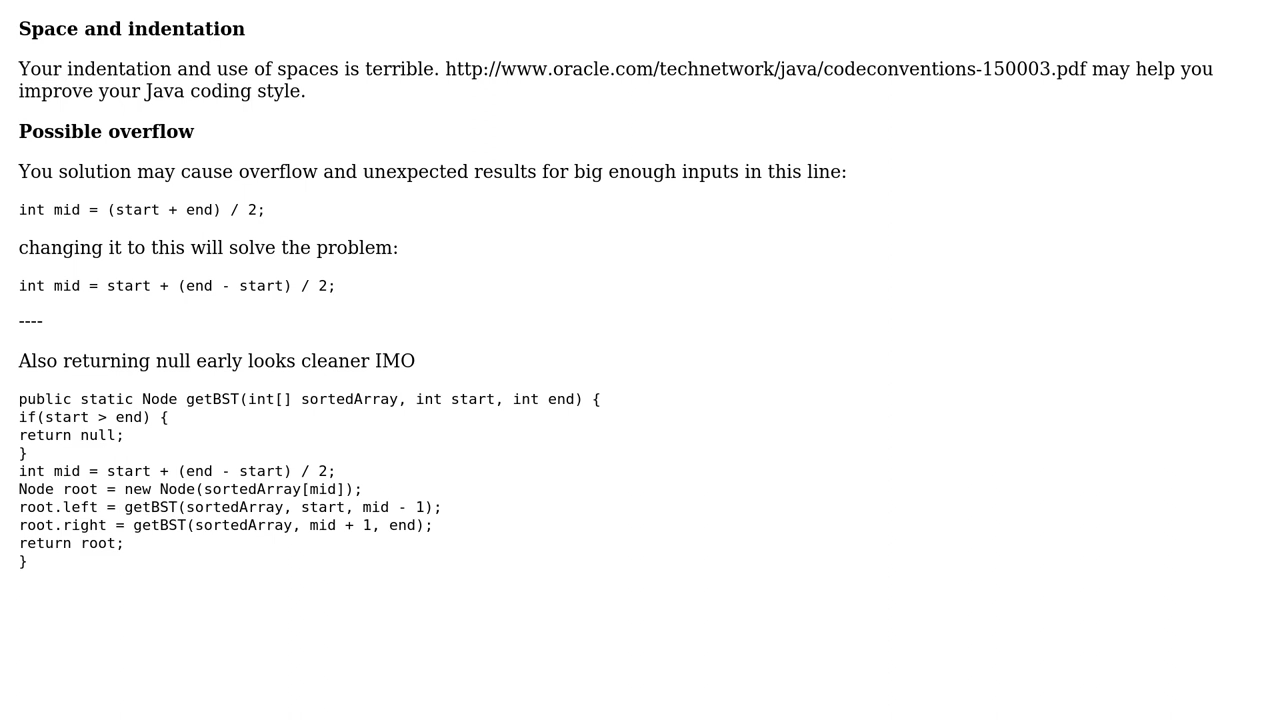 Space and indentation
Your indentation and use of spaces is terrible. http://www.oracle.com/technetwork/java/codeconventions-150003.pdf may help you
improve your Java coding style.
Possible overflow
You solution may cause overflow and unexpected results for big enough inputs in this line:
int mid = (start + end) / 2;
changing it to this will solve the problem:
int mid = start + (end - start) / 2;
----
Also returning null early looks cleaner IMO
public static Node getBST(int[] sortedArray, int start, int end) {
if(start > end) {
return null;
}
int mid = start + (end - start) / 2;
Node root = new Node(sortedArray[mid]);
root.left = getBST(sortedArray, start, mid - 1);
root.right = getBST(sortedArray, mid + 1, end);
return root;
}